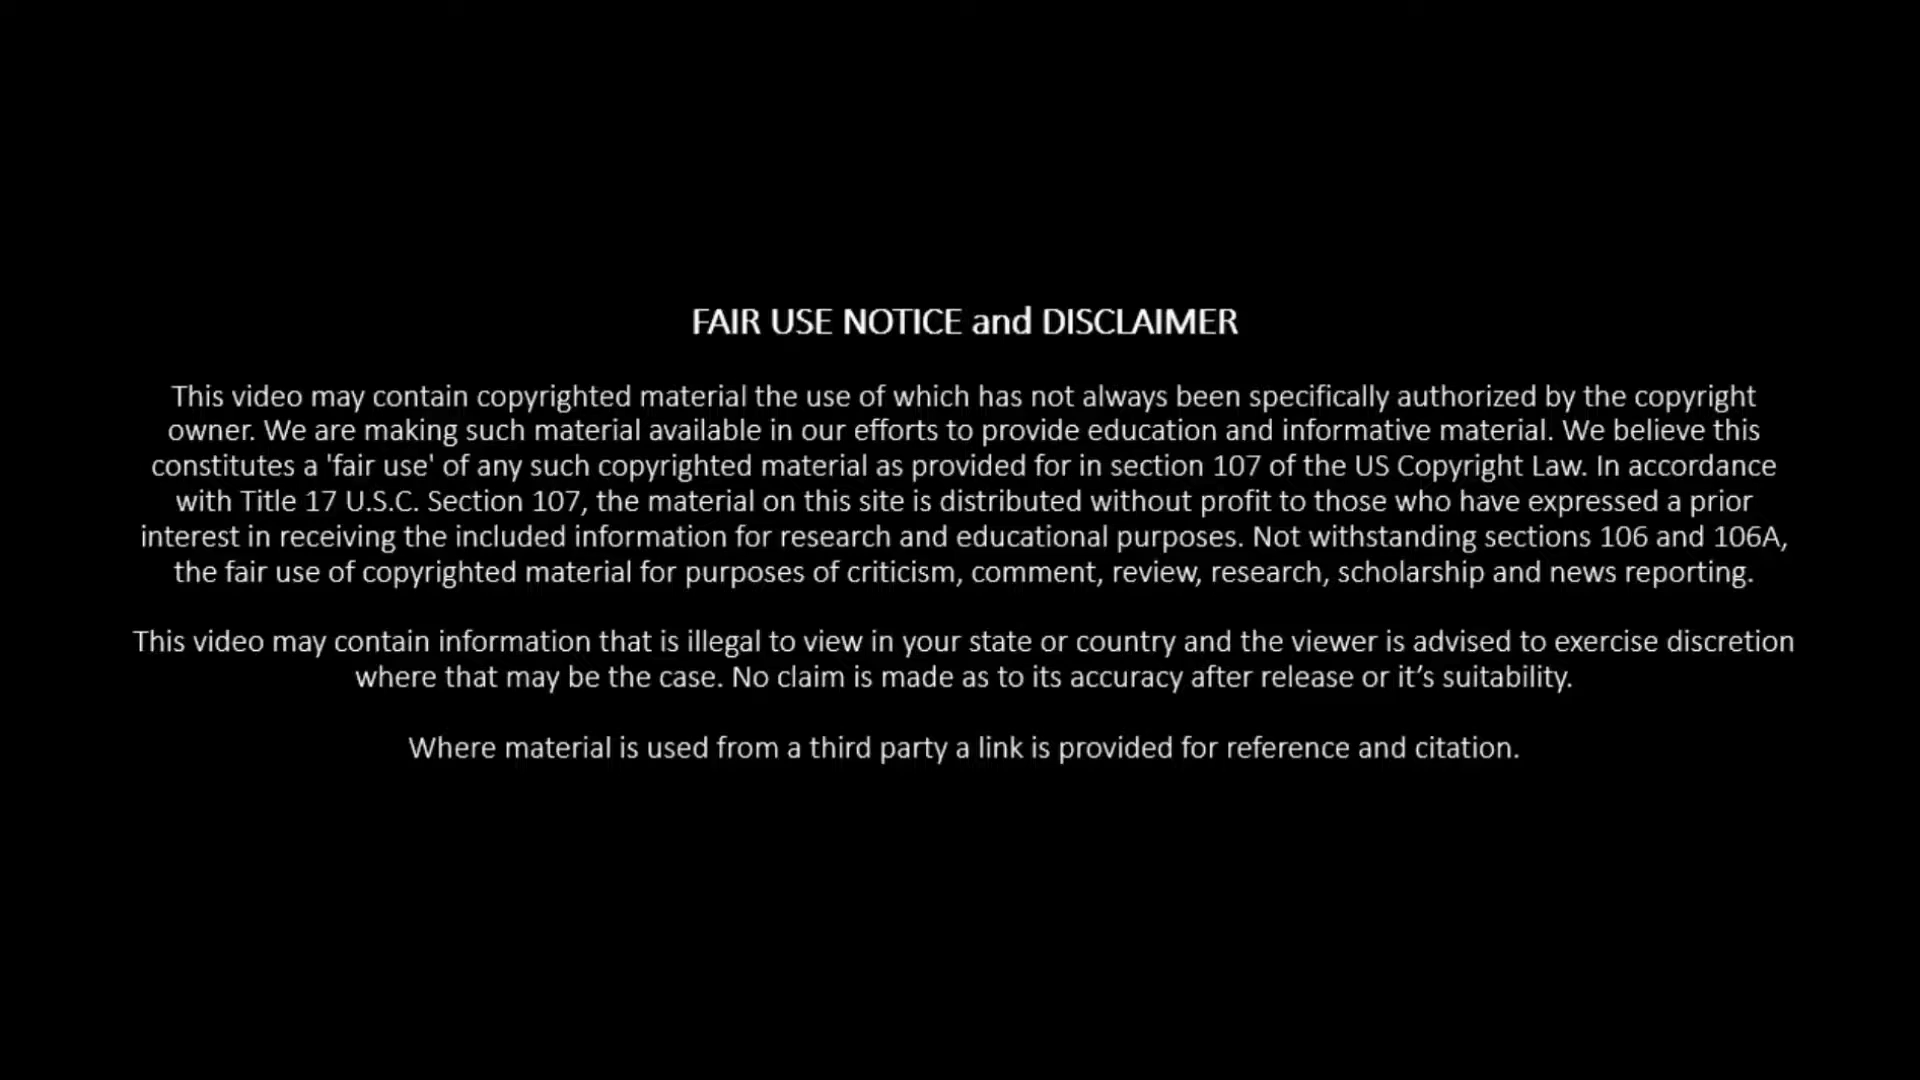 FAIR USE NOTICE and DISCLAIMER
This video may contain copyrighted material the use of which has not always been specifically authorized by the copyright
owner. We are making such material available in our efforts to provide education and informative material. We believe this
constitutes a 'fair use' of any such copyrighted material as provided for in section 107 of the US Copyright Law. In accordance
with Title 17 U.S.C. Section 107, the material on this site is distributed without profit to those who have expressed a prior
interest in receiving the included information for research and educational purposes. Not withstanding sections 106 and 106A,
the fair use of copyrighted material for purposes of criticism, comment, review, research, scholarship and news reporting.
This video may contain information that is illegal to view in your state or country and the viewer is advised to exercise discretion
where that may be the case. No claim is made as to its accuracy after release or it’s suitability.
Where material is used from a third party a link is provided for reference and citation.